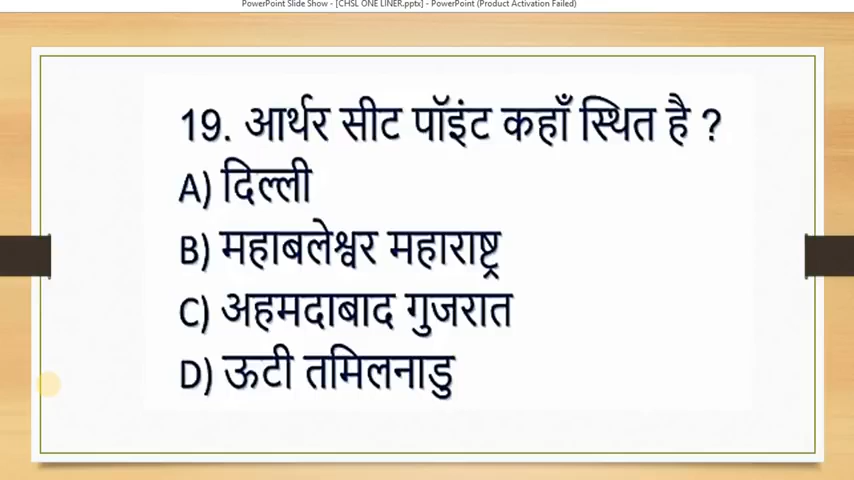 PowerPoint Slide Show - [CHSL ONE LINER.pptx] - PowerPoint (Product Activation Failed)
19. आर्थर सीट पॉइंट कहाँ स्थित है ?
A) दिल्ली
B) महाबलेश्वर महाराष्ट्र
C) अहमदाबाद गुजरात
D) ऊटी तमिलनाडु